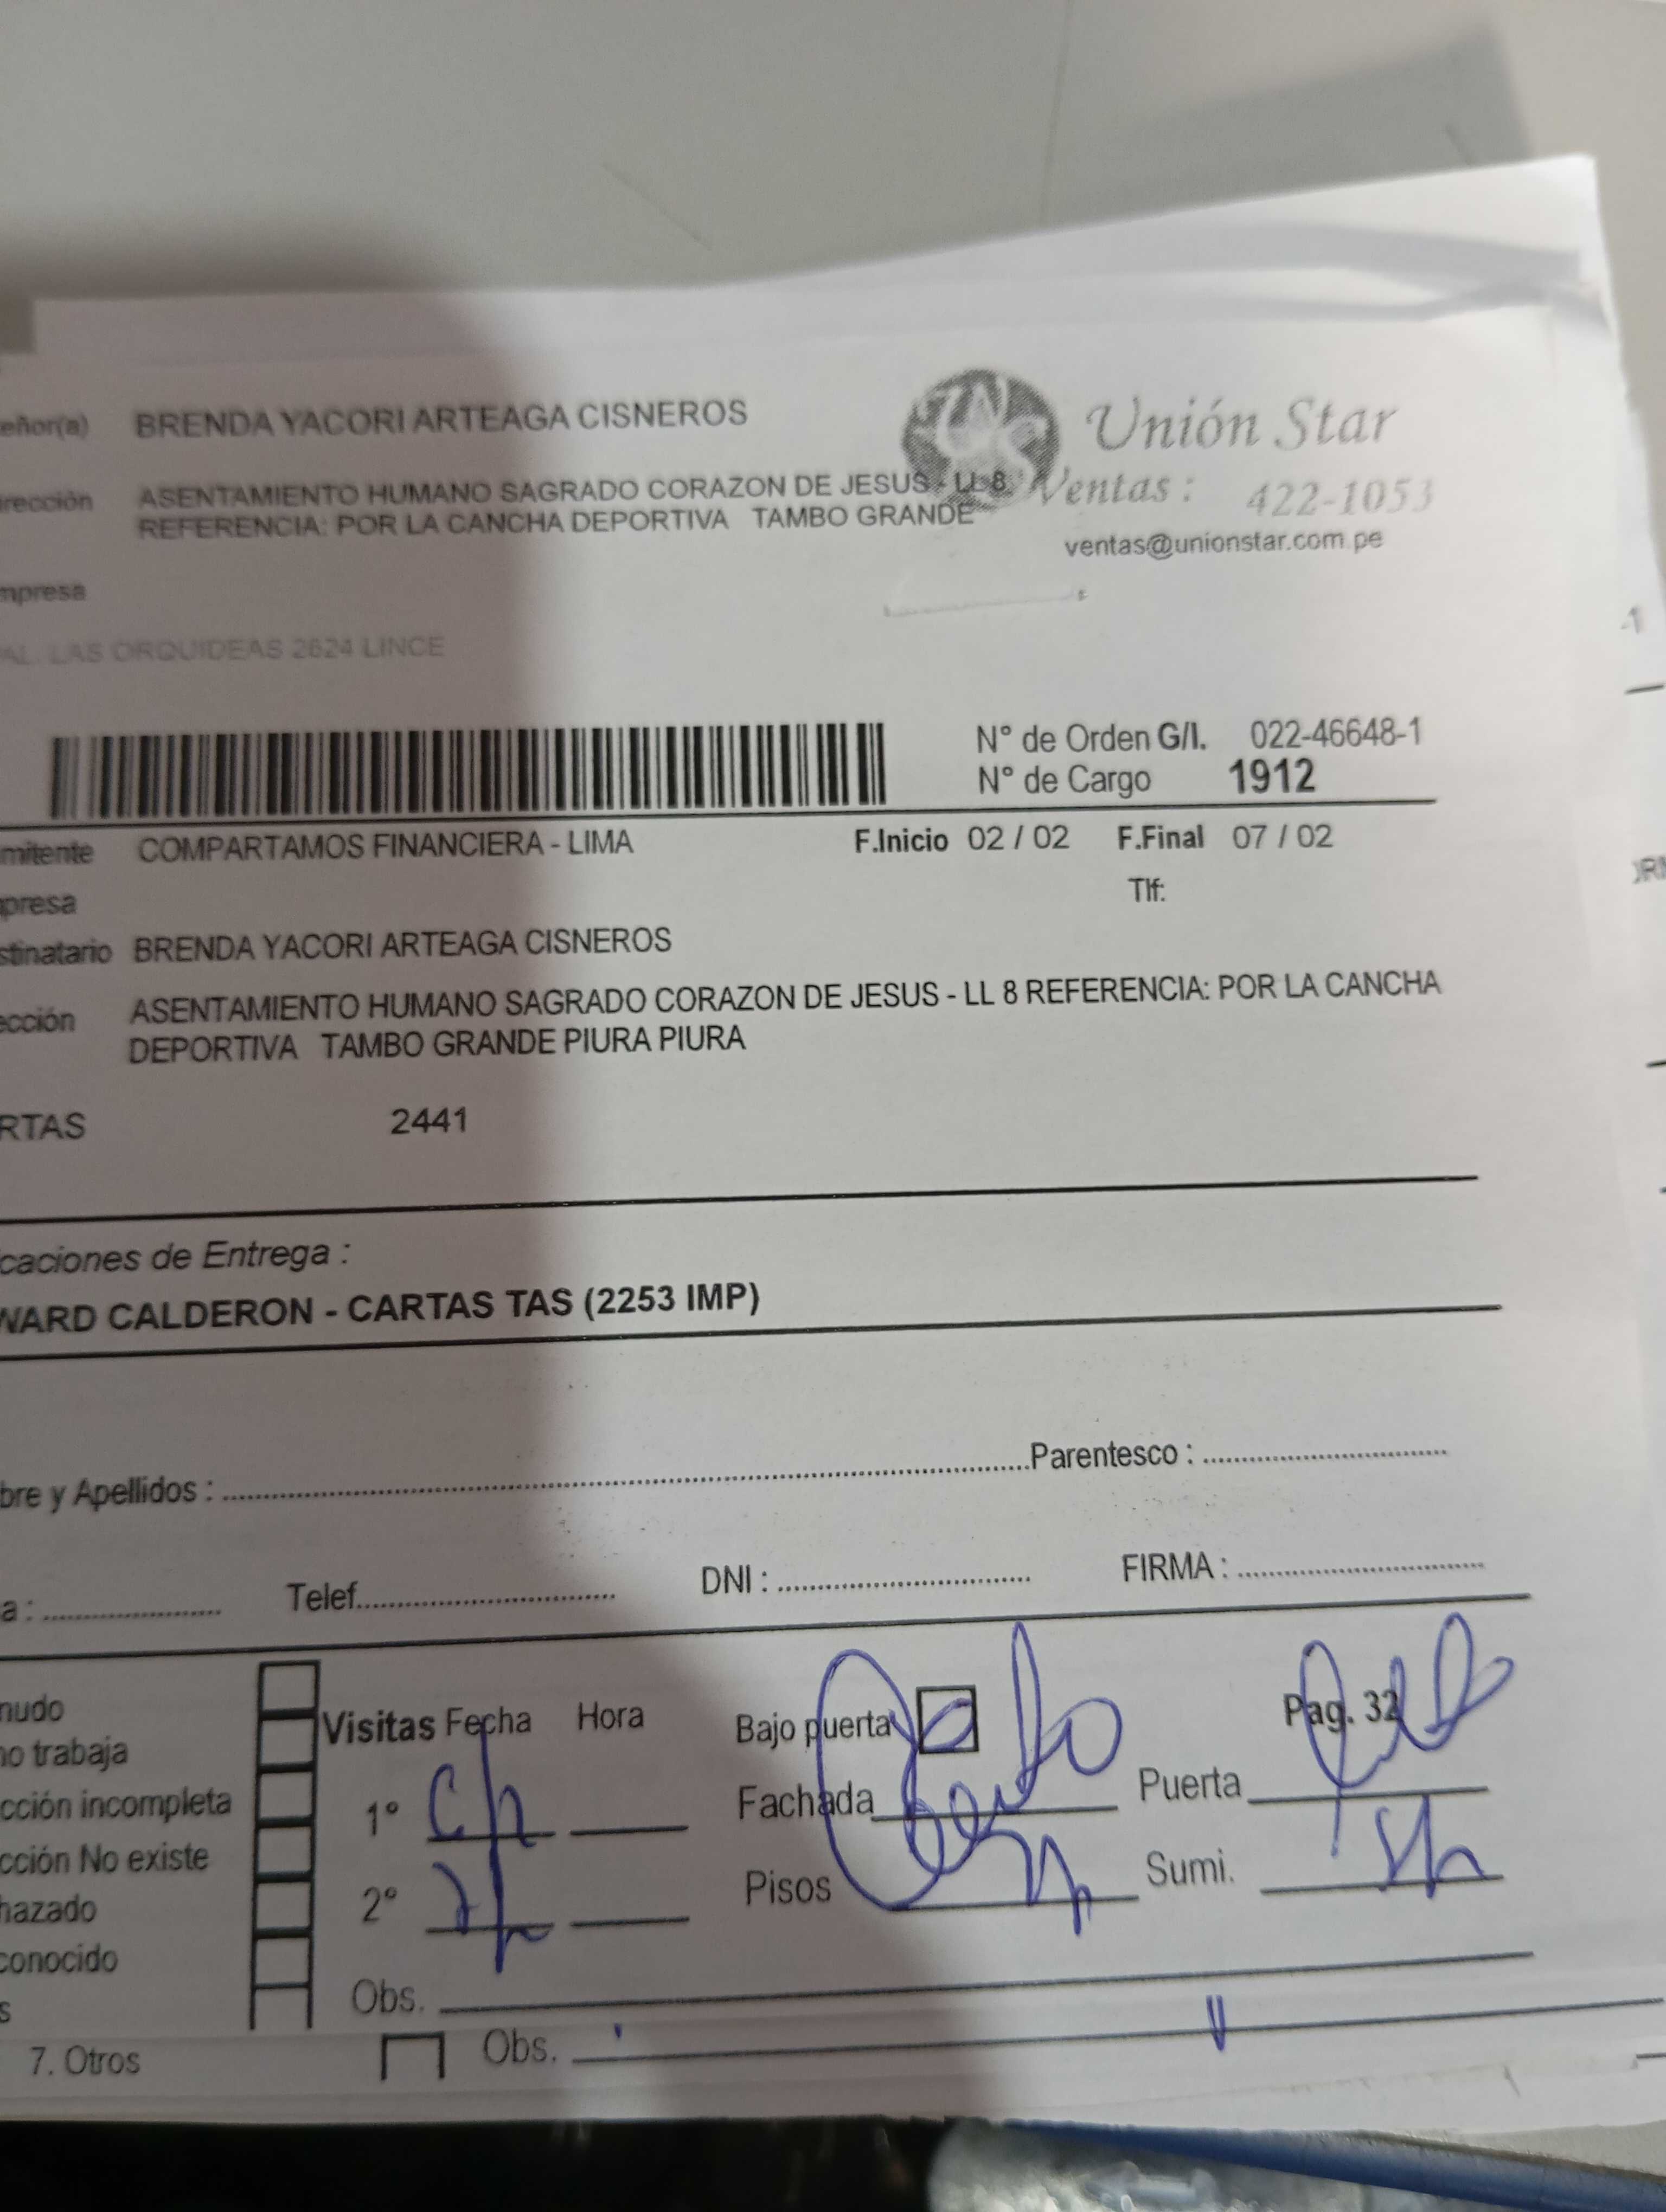 eñor(a) BRENDA YACORI ARTEAGA CISNEROS
Unión Star
irección ASENTAMIENTO HUMANO SAGRADO CORAZON DE JESUS - LL 8
REFERENCIA: POR LA CANCHA DEPORTIVA TAMBO GRANDE
Ventas : 422-1053
ventas@unionstar.com.pe
mpresa
AL. LAS ORQUIDEAS 2624 LINCE
-1
N° de Orden G/I. 022-46648-1
N° de Cargo 1912
mitente COMPARTAMOS FINANCIERA - LIMA F.Inicio 02 / 02 F.Final 07 / 02
Tlf:
presa
stinatario BRENDA YACORI ARTEAGA CISNEROS
ección ASENTAMIENTO HUMANO SAGRADO CORAZON DE JESUS - LL 8 REFERENCIA: POR LA CANCHA
DEPORTIVA TAMBO GRANDE PIURA PIURA
RTAS 2441
caciones de Entrega :
WARD CALDERON - CARTAS TAS (2253 IMP)
bre y Apellidos : Parentesco :
a : Telef. DNI : FIRMA :
nudo
no trabaja
cción incompleta
cción No existe
hazado
conocido
s
Visitas Fecha Hora Bajo puerta Pag. 32
1° Fachada Puerta
2° Pisos Sumi.
Obs.
7. Otros Obs.